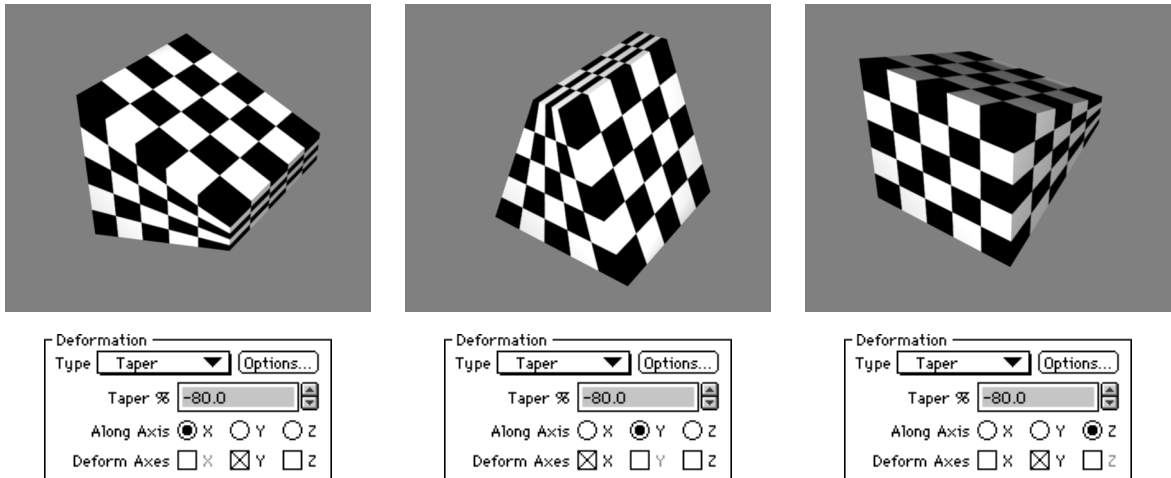 Deformation
Type Taper Options...
Taper % -80.0
Along Axis X Y Z
Deform Axes X Y Z
Deformation
Type Taper Options...
Taper % -80.0
Along Axis X Y Z
Deform Axes X Y Z
Deformation
Type Taper Options...
Taper % -80.0
Along Axis X Y Z
Deform Axes X Y Z